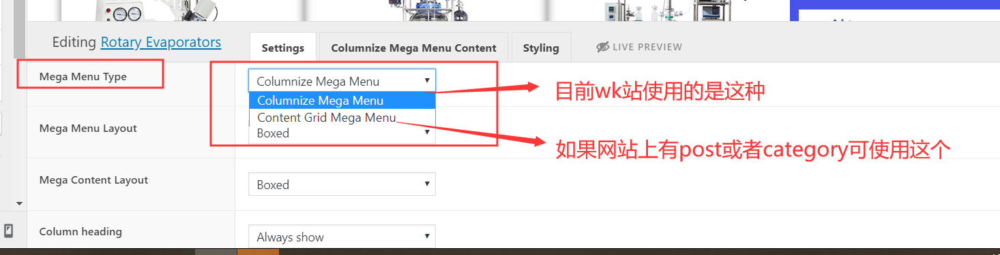 Editing Rotary Evaporators
Settings
Columnize Mega Menu Content
Styling
LIVE PREVIEW
Mega Menu Type
Columnize Mega Menu
Columnize Mega Menu
Content Grid Mega Menu
目前wk站使用的是这种
如果网站上有post或者category可使用这个
Mega Menu Layout
Boxed
Mega Content Layout
Boxed
Column heading
Always show